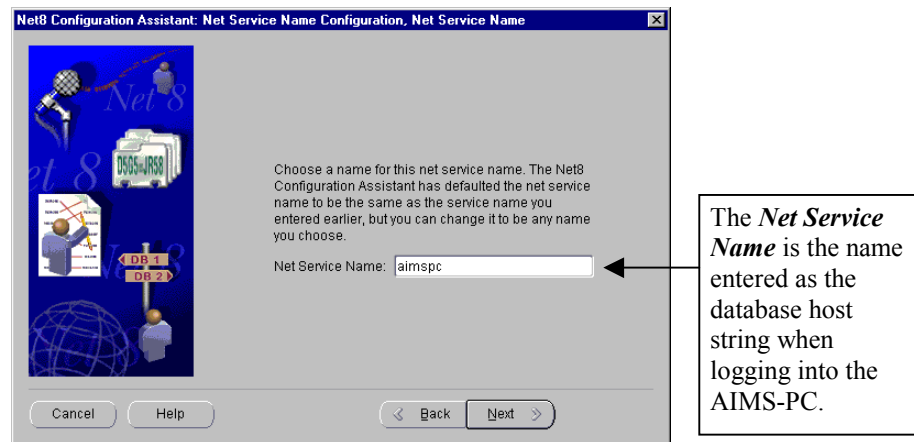 Net8 Configuration Assistant: Net Service Name Configuration, Net Service Name
Net 8
D5G5-JR58
et 8
DB 1
DB 2
Choose a name for this net service name. The Net8
Configuration Assistant has defaulted the net service
name to be the same as the service name you
entered earlier, but you can change it to be any name
you choose.
Net Service Name: aimspc
Cancel
Help
Back
Next
The Net Service
Name is the name
entered as the
database host
string when
logging into the
AIMS-PC.